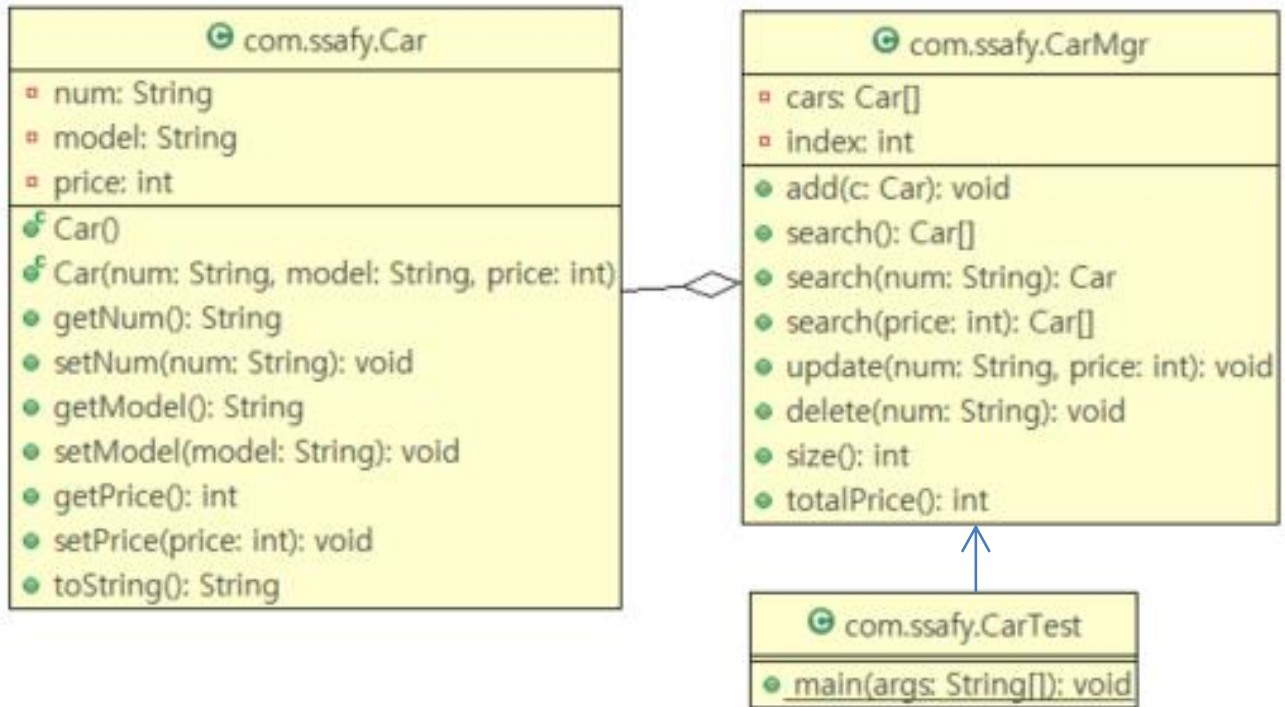 com.ssafy.Car
num: String
model: String
price: int
Car()
Car(num: String, model: String, price: int)
getNum(): String
setNum(num: String): void
getModel(): String
setModel(model: String): void
getPrice(): int
setPrice(price: int): void
toString(): String
com.ssafy.CarMgr
cars: Car[]
index: int
add(c: Car): void
search(): Car[]
search(num: String): Car
search(price: int): Car[]
update(num: String, price: int): void
delete(num: String): void
size(): int
totalPrice(): int
com.ssafy.CarTest
main(args: String[]): void